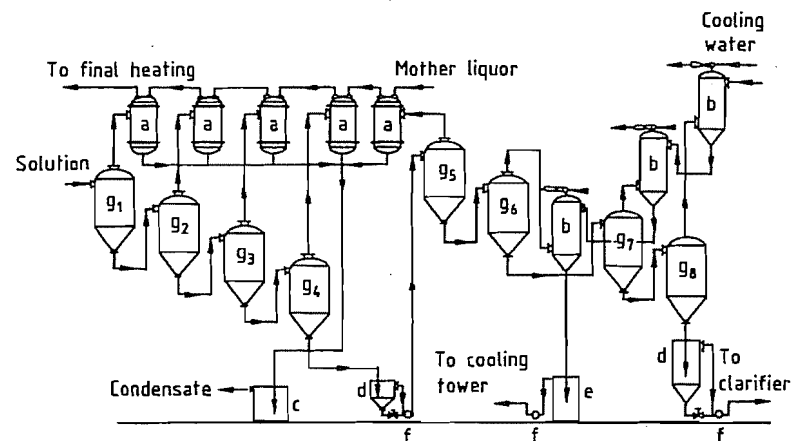 Cooling
water
To final heating
Mother liquor
a
a
a
a
a
b
Solution
g1
g2
g3
g4
g5
g6
b
g7
b
g8
Condensate
c
d
f
To cooling
tower
f
e
d
To
clarifier
f